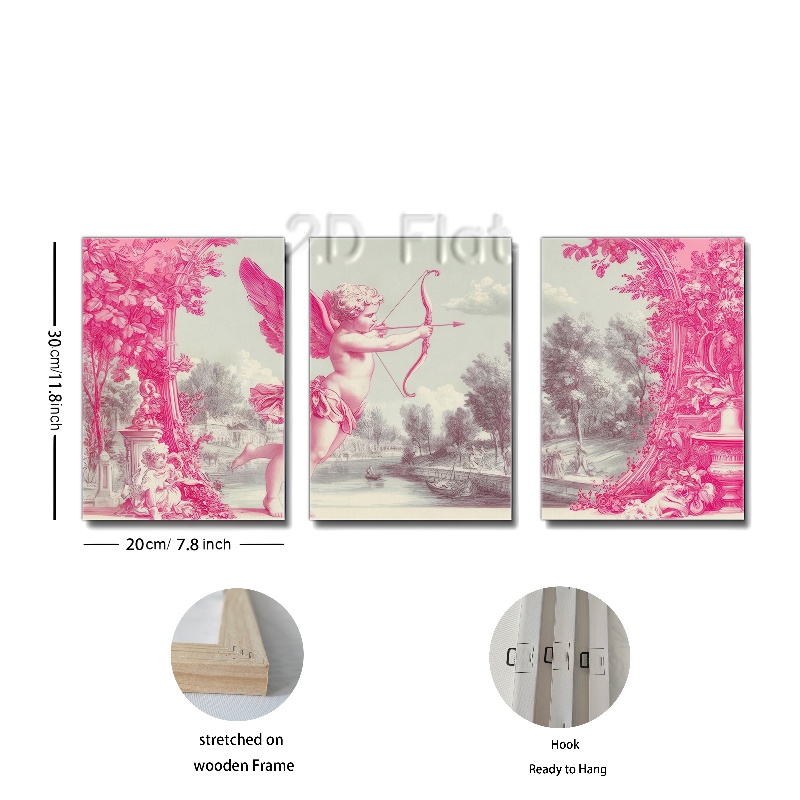 2D Flat
30cm/11.8inch
20cm/ 7.8 inch
stretched on
wooden Frame
Hook
Ready to Hang